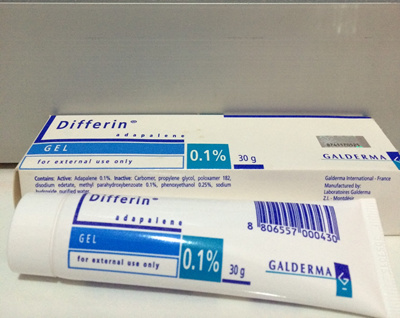 Differin®
adapalene
GEL
for external use only
0.1%
30 g
GALDERMA
Contains: Active: Adapalene 0.1%. Inactive: Carbomer, propylene glycol, poloxamer 182,
disodium edetate, methyl parahydroxybenzoate 0.1%, phenoxyethanol 0.25%, sodium
hydroxide, purified water.
Galderma International - France
Manufactured by:
Laboratoires Galderma
Z.I. - Montdésir
Differin®
adapalene
GEL
for external use only
0.1%
30 g
8 806557 000430
GALDERMA